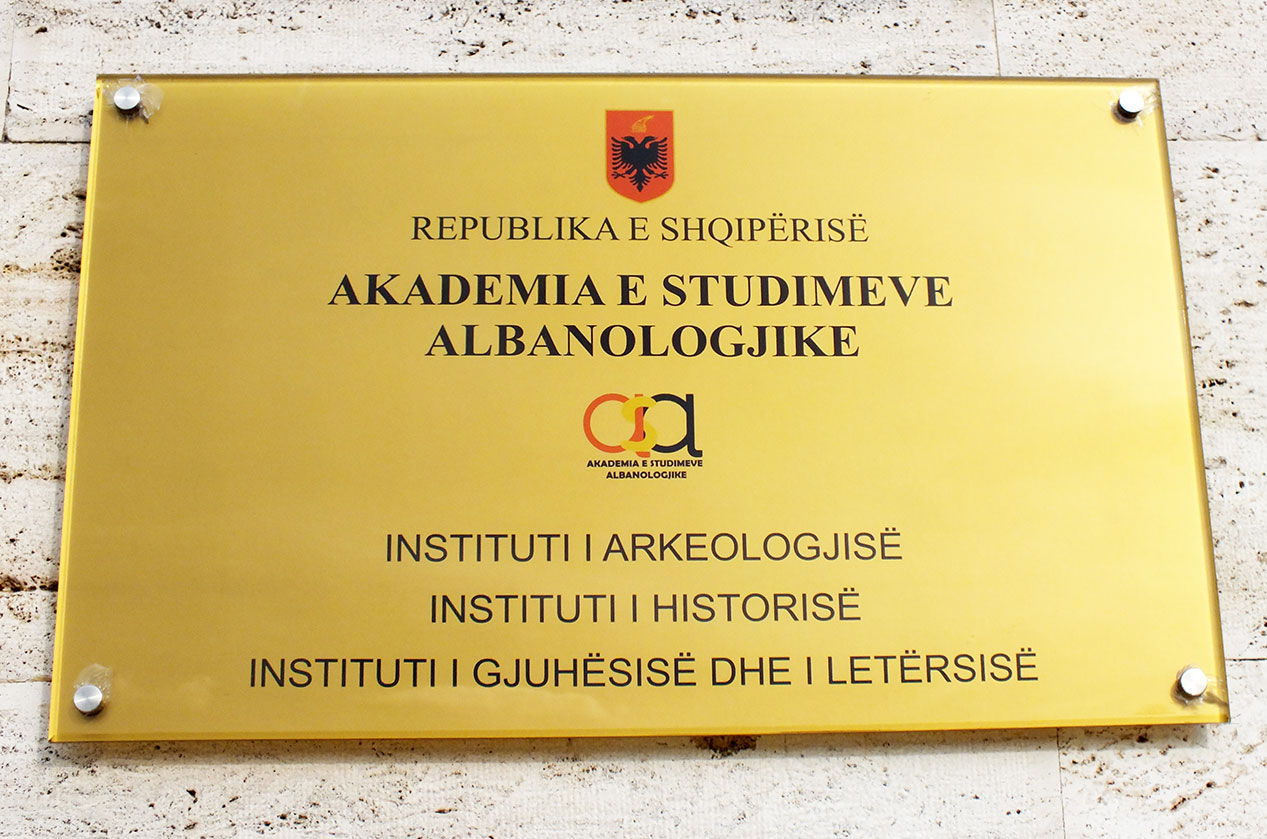 REPUBLIKA E SHQIPËRISË
AKADEMIA E STUDIMEVE
ALBANOLOGJIKE
asa
AKADEMIA E STUDIMEVE
ALBANOLOGJIKE
INSTITUTI I ARKEOLOGJISË
INSTITUTI I HISTORISË
INSTITUTI I GJUHËSISË DHE I LETËRSISË